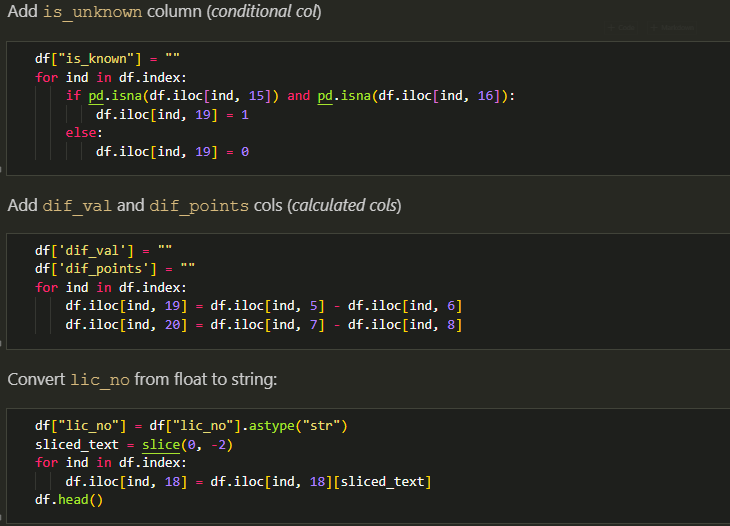 Add is_unknown column (conditional col)
df["is_known"] = ""
for ind in df.index:
if pd.isna(df.iloc[ind, 15]) and pd.isna(df.iloc[ind, 16]):
df.iloc[ind, 19] = 1
else:
df.iloc[ind, 19] = 0
Add dif_val and dif_points cols (calculated cols)
df['dif_val'] = ""
df['dif_points'] = ""
for ind in df.index:
df.iloc[ind, 19] = df.iloc[ind, 5] - df.iloc[ind, 6]
df.iloc[ind, 20] = df.iloc[ind, 7] - df.iloc[ind, 8]
Convert lic_no from float to string:
df["lic_no"] = df["lic_no"].astype("str")
sliced_text = slice(0, -2)
for ind in df.index:
df.iloc[ind, 18] = df.iloc[ind, 18][sliced_text]
df.head()